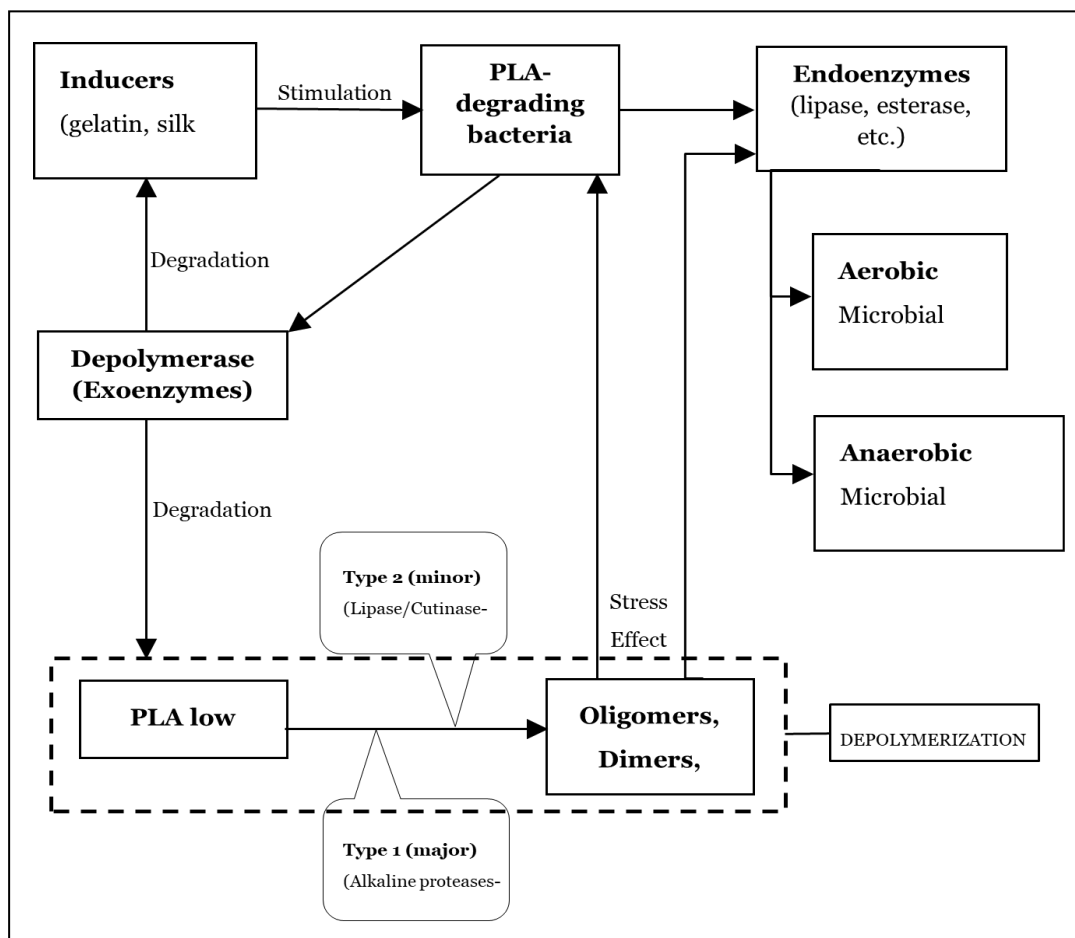 Inducers
(gelatin, silk
Stimulation
PLA-
degrading
bacteria
Endoenzymes
(lipase, esterase,
etc.)
Degradation
Aerobic
Microbial
Depolymerase
(Exoenzymes)
Anaerobic
Microbial
Degradation
Type 2 (minor)
(Lipase/Cutinase-
Stress
Effect
PLA low
Oligomers,
Dimers,
DEPOLYMERIZATION
Type 1 (major)
(Alkaline proteases-